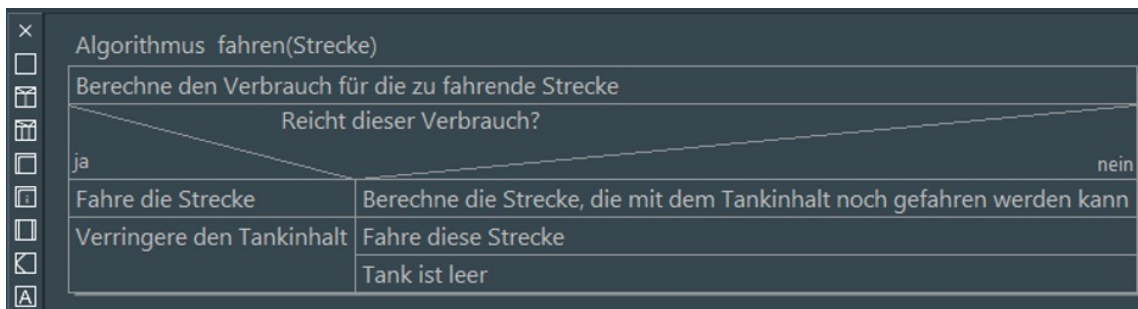 Algorithmus fahren(Strecke)
Berechne den Verbrauch für die zu fahrende Strecke
Reicht dieser Verbrauch?
ja
nein
Fahre die Strecke
Berechne die Strecke, die mit dem Tankinhalt noch gefahren werden kann
Verringere den Tankinhalt
Fahre diese Strecke
Tank ist leer
A